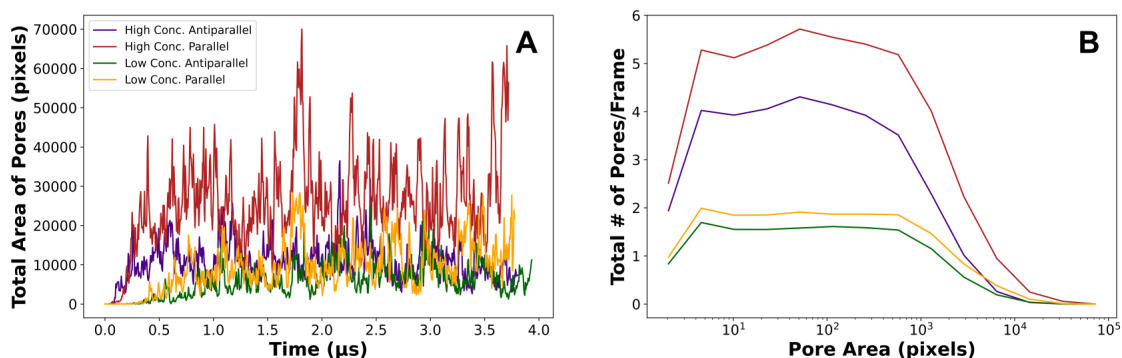 High Conc. Antiparallel
High Conc. Parallel
Low Conc. Antiparallel
Low Conc. Parallel
A
Total Area of Pores (pixels)
70000
60000
50000
40000
30000
20000
10000
0
0.0 0.5 1.0 1.5 2.0 2.5 3.0 3.5 4.0
Time (μs)
B
Total # of Pores/Frame
6
5
4
3
2
1
0
10¹ 10² 10³ 10⁴ 10⁵
Pore Area (pixels)